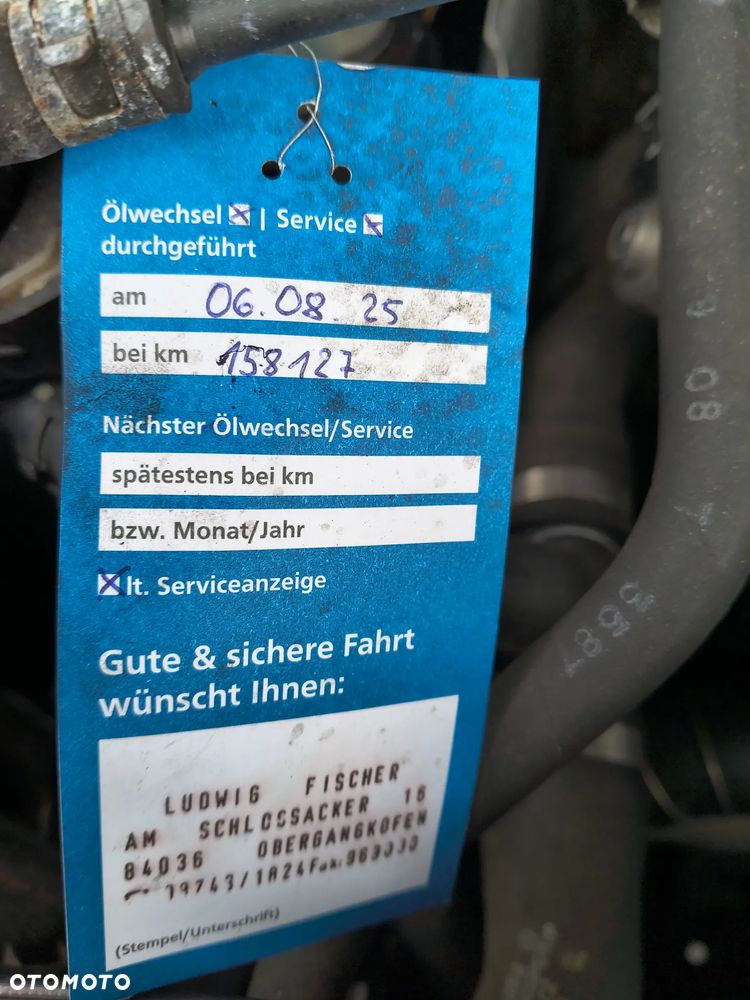 Ölwechsel ☒ | Service ☒
durchgeführt
am 06.08.25
bei km 158127
Nächster Ölwechsel/Service
spätestens bei km
bzw. Monat/Jahr
☒ lt. Serviceanzeige
Gute & sichere Fahrt
wünscht Ihnen:
LUDWIG FISCHER
AM SCHLOSSACKER 16
84036 OBERGANGKOFEN
(Stempel/Unterschrift)
OTOMOTO